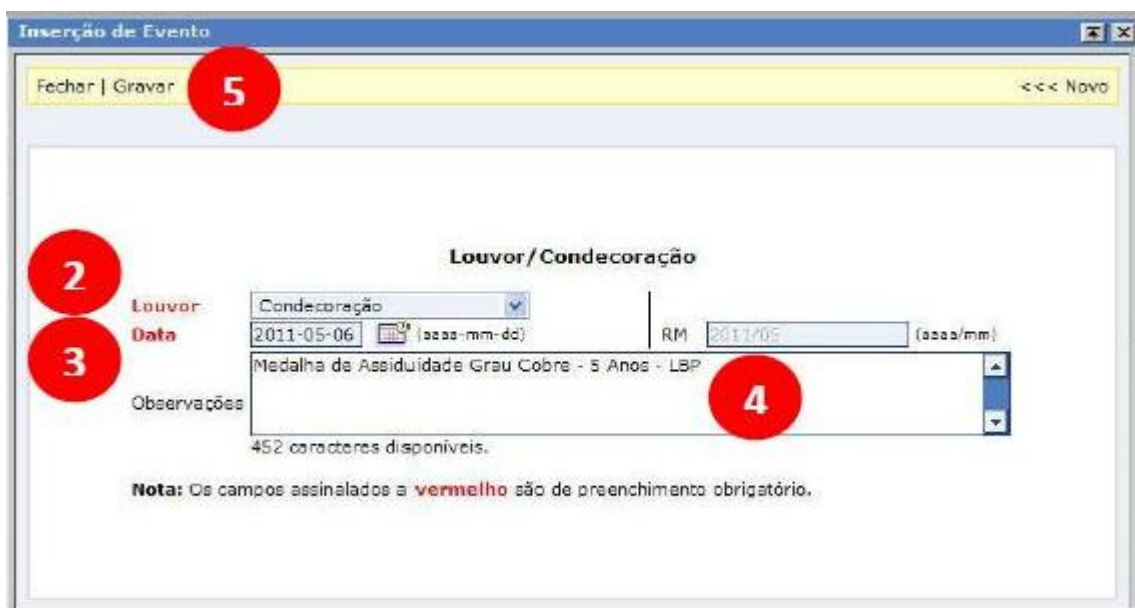 Inserção de Evento
Fechar | Gravar 5 <<< Novo
Louvor/Condecoração
2
Louvor Condecoração
Data 2011-05-06 (aaaa-mm-dd) RM 2011/05 (aaaa/mm)
3
Medalha de Assiduidade Grau Cobre - 5 Anos - LBP
4
Observações
452 caracteres disponíveis.
Nota: Os campos assinalados a vermelho são de preenchimento obrigatório.